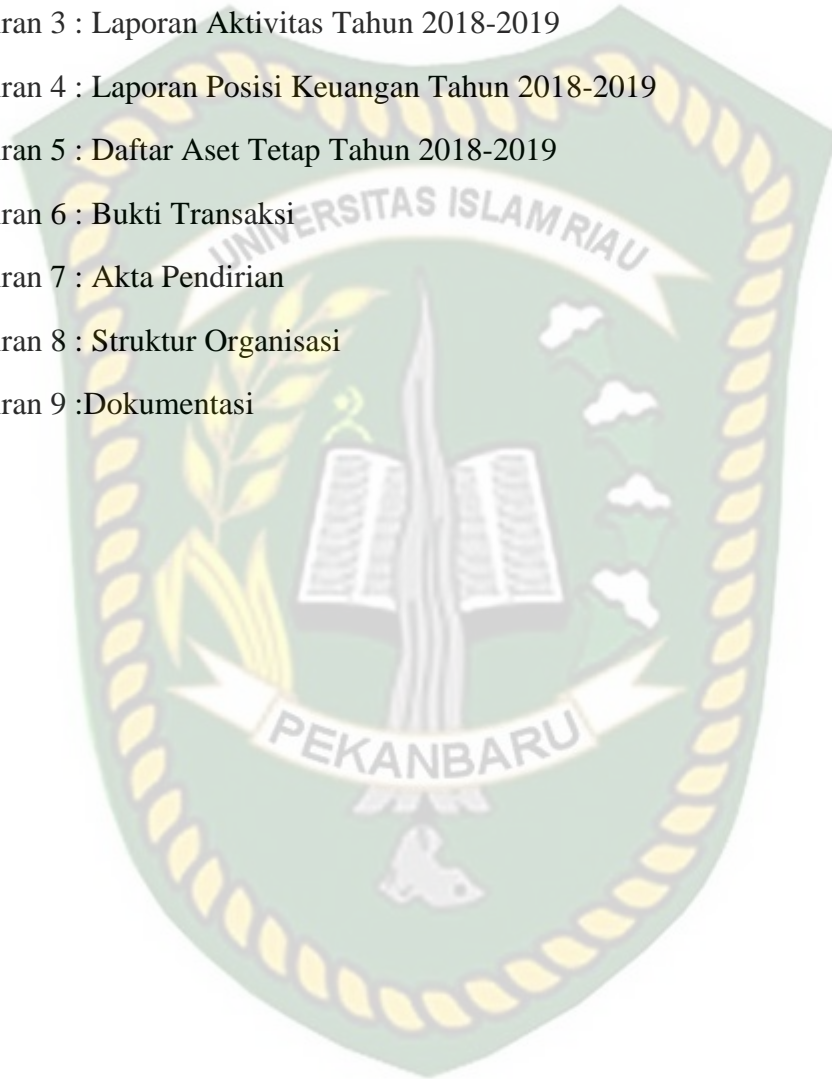 ran 3 : Laporan Aktivitas Tahun 2018-2019
ran 4 : Laporan Posisi Keuangan Tahun 2018-2019
ran 5 : Daftar Aset Tetap Tahun 2018-2019
ran 6 : Bukti Transaksi
UNIVERSITAS ISLAM RIAU
ran 7 : Akta Pendirian
ran 8 : Struktur Organisasi
ran 9 :Dokumentasi
PEKANBARU